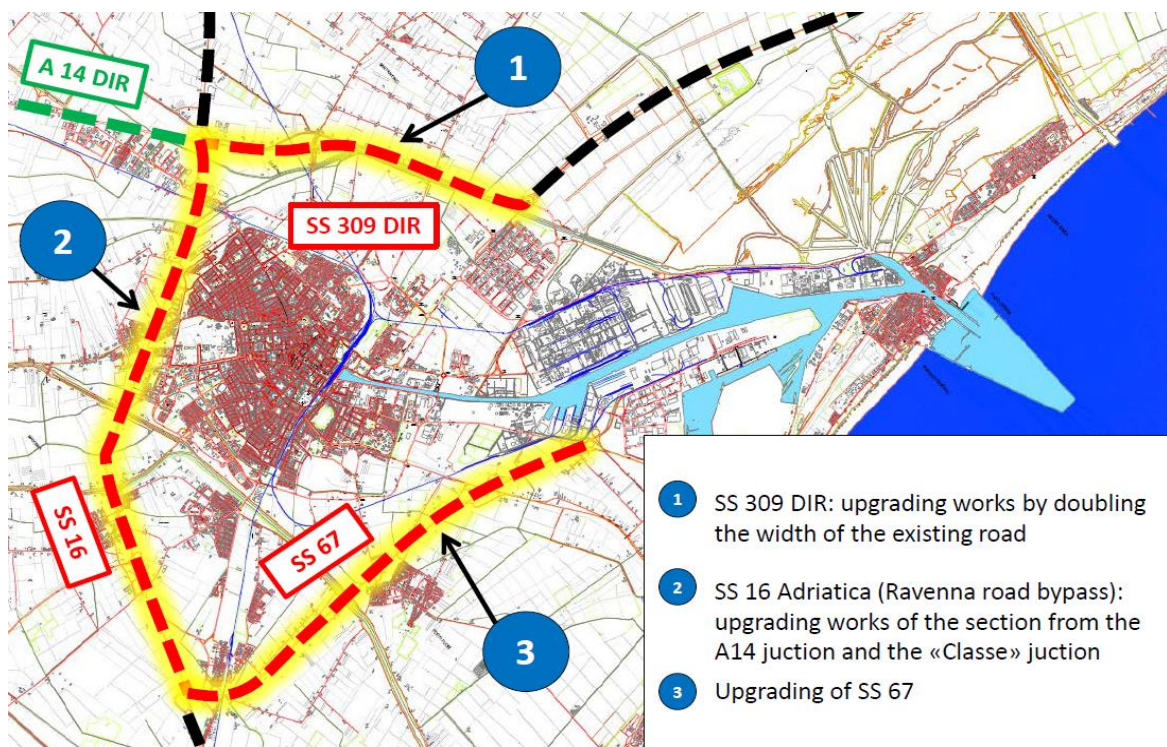 A 14 DIR
1
SS 309 DIR
2
SS 16
SS 67
3
1 SS 309 DIR: upgrading works by doubling
the width of the existing road
2 SS 16 Adriatica (Ravenna road bypass):
upgrading works of the section from the
A14 juction and the «Classe» juction
3 Upgrading of SS 67